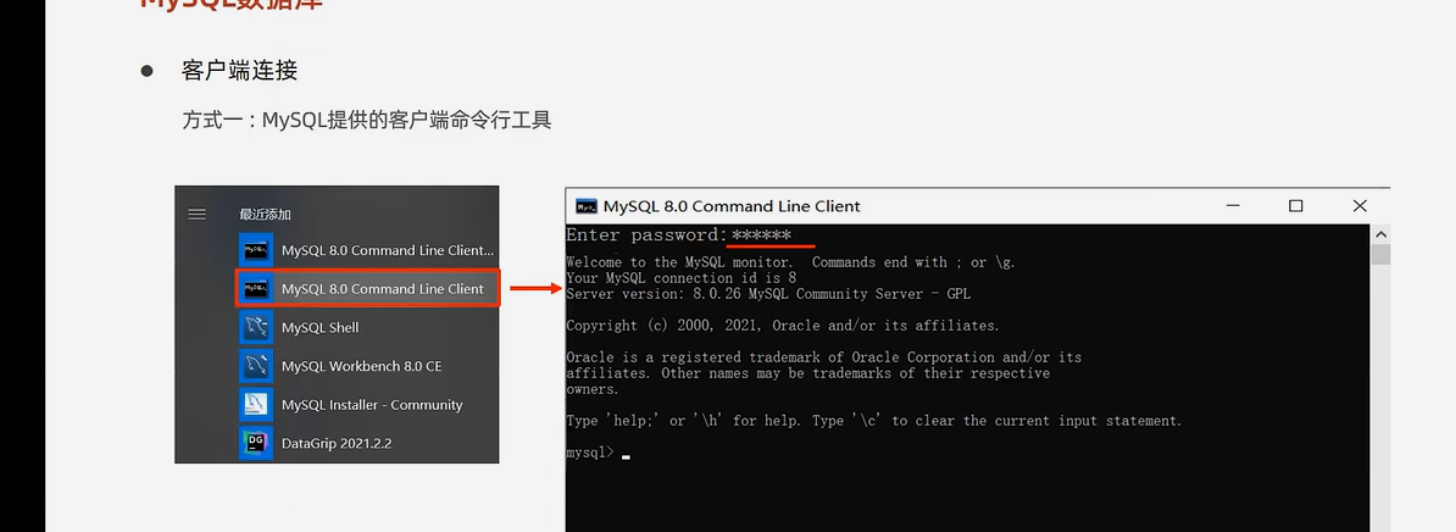 MySQL数据库
● 客户端连接
方式一：MySQL提供的客户端命令行工具
最近添加
MySQL 8.0 Command Line Client...
MySQL 8.0 Command Line Client
MySQL Shell
MySQL Workbench 8.0 CE
MySQL Installer - Community
DG
DataGrip 2021.2.2
MySQL 8.0 Command Line Client
Enter password: ******
Welcome to the MySQL monitor.  Commands end with ; or \g.
Your MySQL connection id is 8
Server version: 8.0.26 MySQL Community Server - GPL
Copyright (c) 2000, 2021, Oracle and/or its affiliates.
Oracle is a registered trademark of Oracle Corporation and/or its
affiliates. Other names may be trademarks of their respective
owners.
Type 'help;' or '\h' for help. Type '\c' to clear the current input statement.
mysql> _